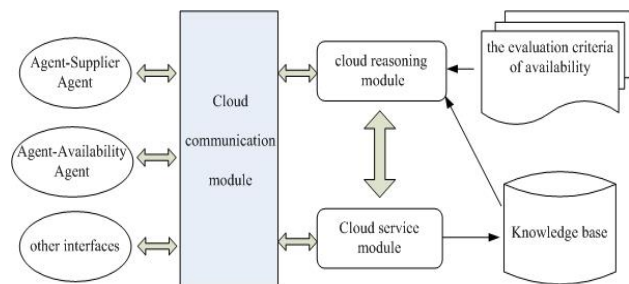 Agent-Supplier
Agent
Agent-Availability
Agent
other interfaces
Cloud
communication
module
cloud reasoning
module
Cloud service
module
the evaluation criteria
of availability
Knowledge base